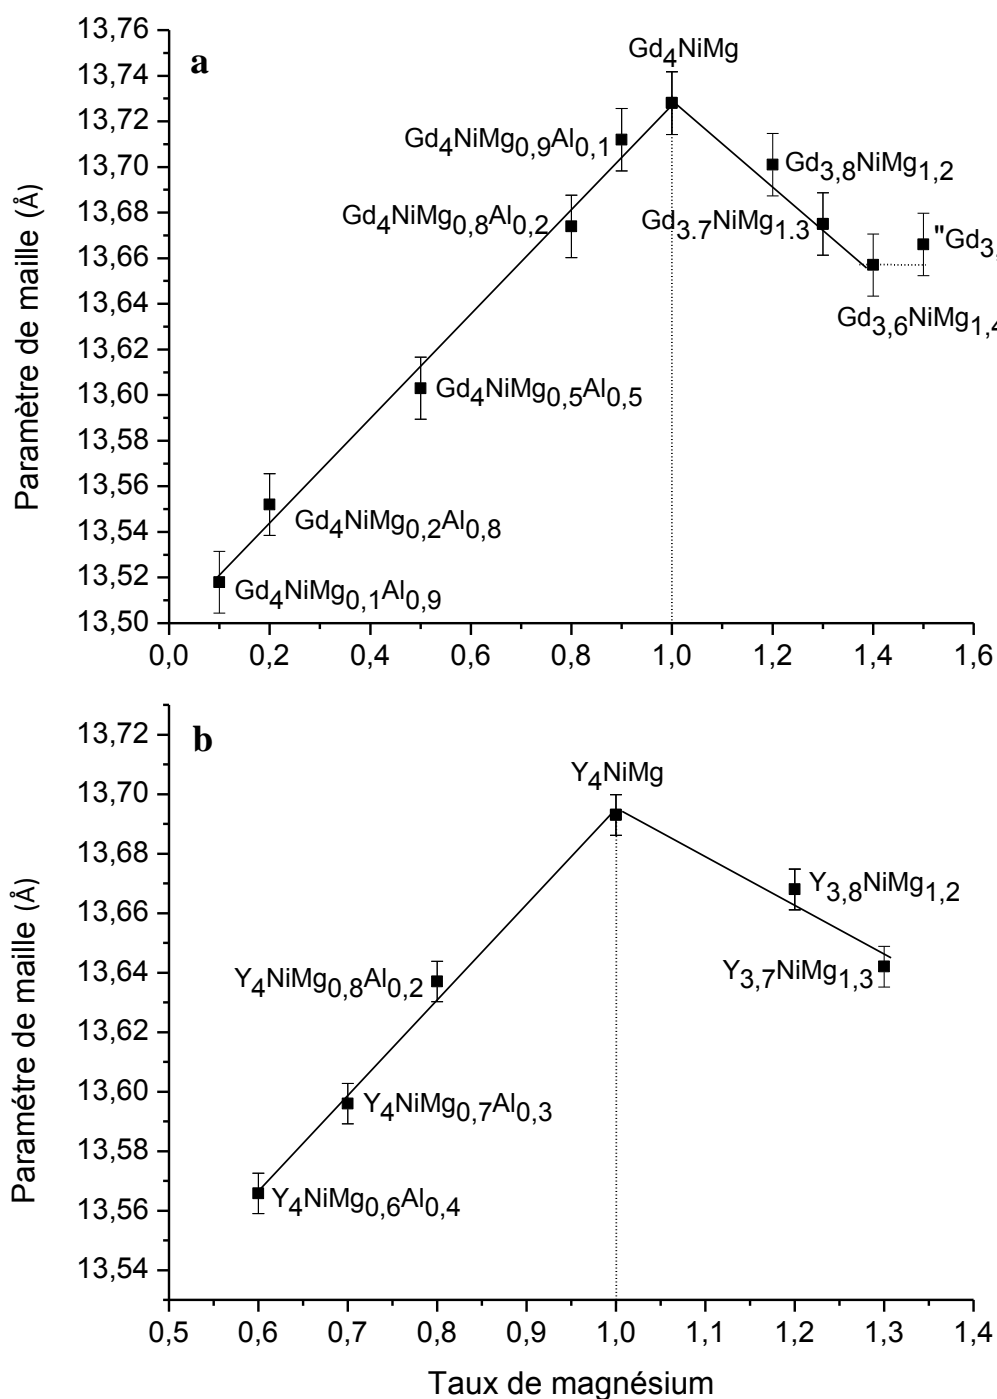 a
Paramètre de maille (Å)
13,76
13,74
13,72
13,70
13,68
13,66
13,64
13,62
13,60
13,58
13,56
13,54
13,52
13,50
Gd4NiMg
Gd4NiMg0,9Al0,1
Gd3,8NiMg1,2
Gd4NiMg0,8Al0,2
Gd3.7NiMg1.3
"Gd3,
Gd3,6NiMg1,4
Gd4NiMg0,5Al0,5
Gd4NiMg0,2Al0,8
Gd4NiMg0,1Al0,9
0,0 0,2 0,4 0,6 0,8 1,0 1,2 1,4 1,6
b
Paramétre de maille (Å)
13,72
13,70
13,68
13,66
13,64
13,62
13,60
13,58
13,56
13,54
Y4NiMg
Y3,8NiMg1,2
Y4NiMg0,8Al0,2
Y3,7NiMg1,3
Y4NiMg0,7Al0,3
Y4NiMg0,6Al0,4
0,5 0,6 0,7 0,8 0,9 1,0 1,1 1,2 1,3 1,4
Taux de magnésium